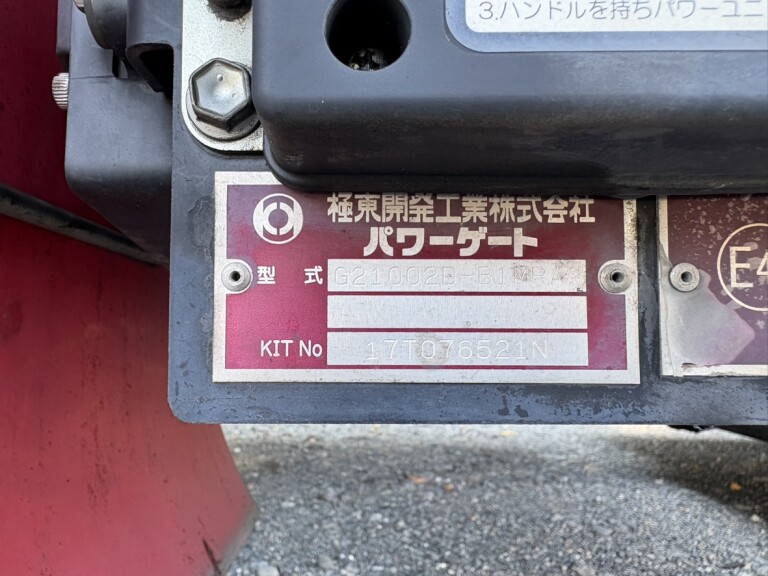 3.ハンドルを持ちパワーユニ
極東開発工業株式会社
パワーゲート
型 式
KIT No 17T076521N
E4